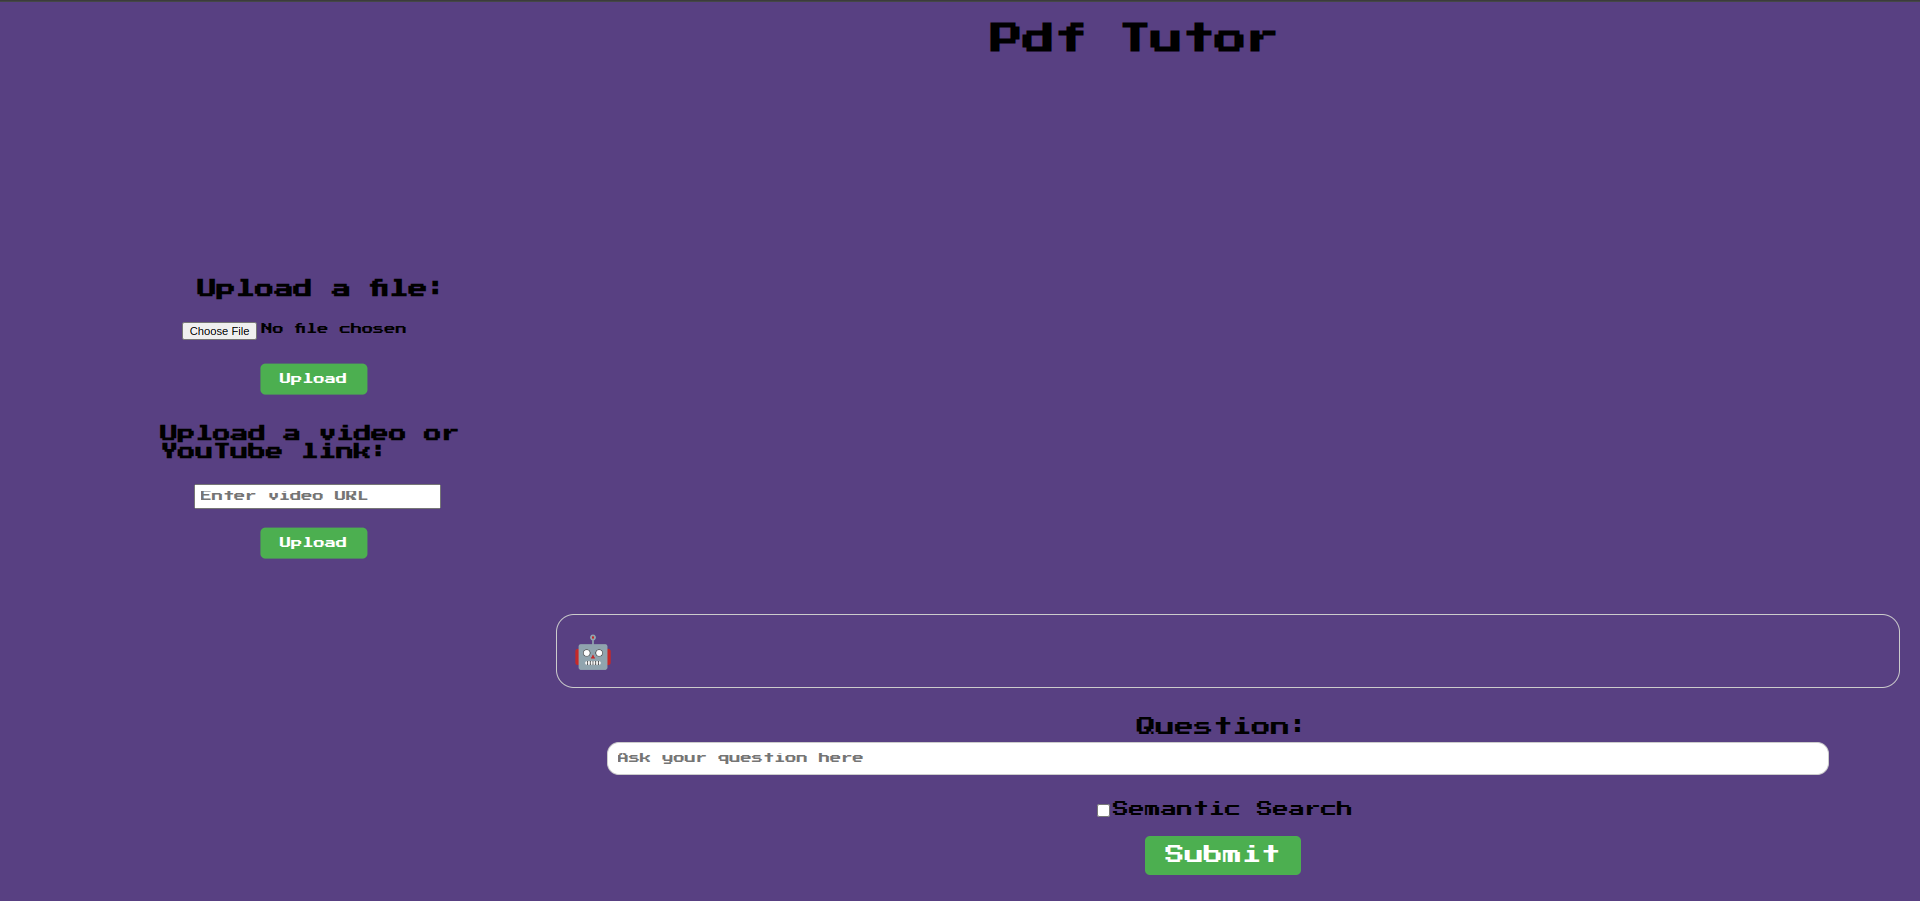 Pdf Tutor
Upload a file:
Choose File No file chosen
Upload
Upload a video or
YouTube link:
Enter video URL
Upload
Question:
Ask your question here
Semantic Search
Submit